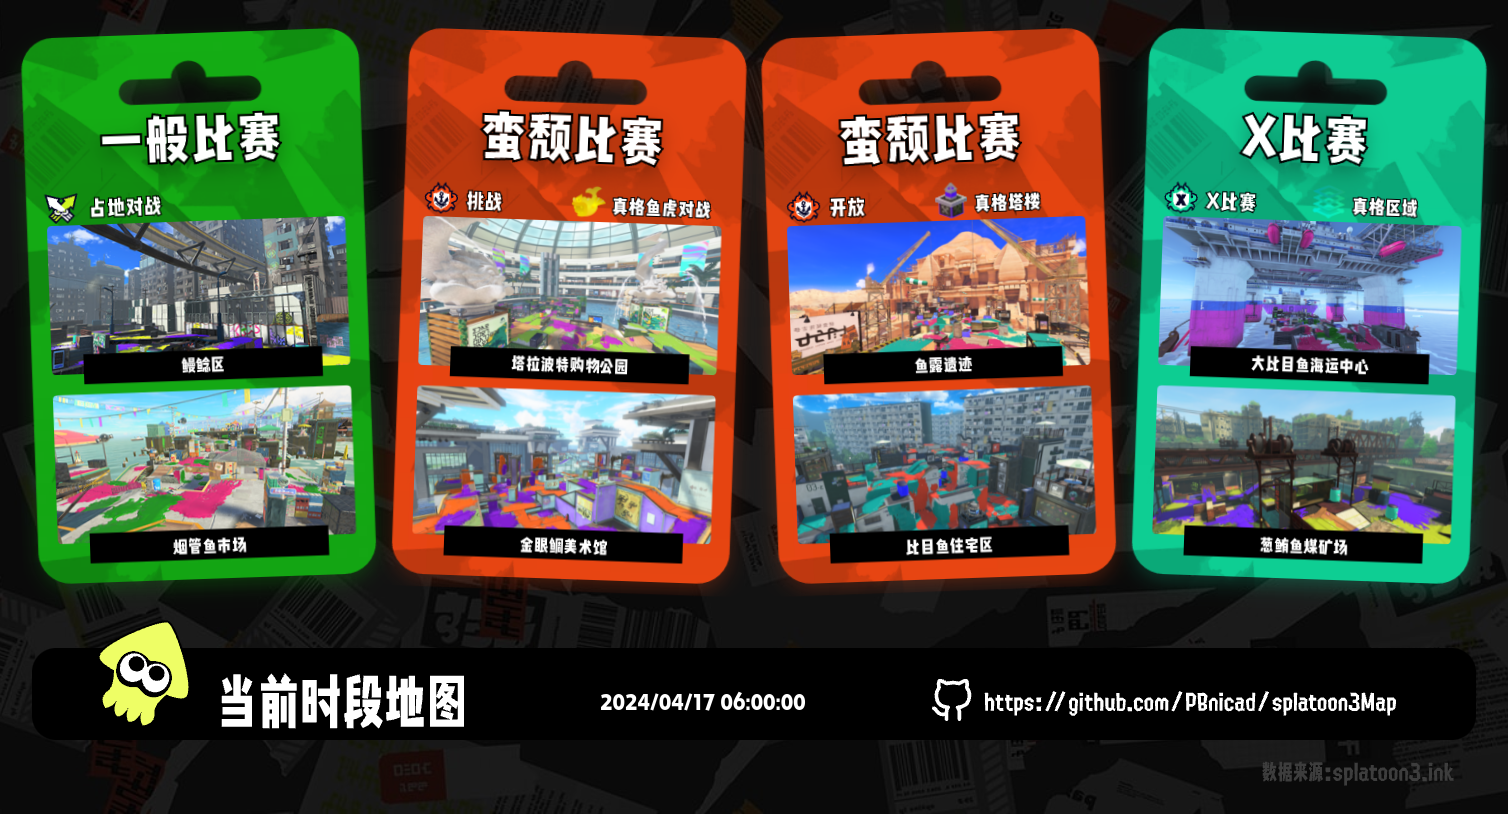 一般比赛
占地对战
鳗鲶区
烟管鱼市场
蛮颓比赛
挑战
真格鱼虎对战
塔拉波特购物公园
金眼鲷美术馆
蛮颓比赛
开放
真格塔楼
鱼露遗迹
比目鱼住宅区
X比赛
X比赛
真格区域
大比目鱼海运中心
葱鲔鱼煤矿场
当前时段地图
2024/04/17 06:00:00
https://github.com/PBnicad/splatoon3Map
数据来源:splatoon3.ink